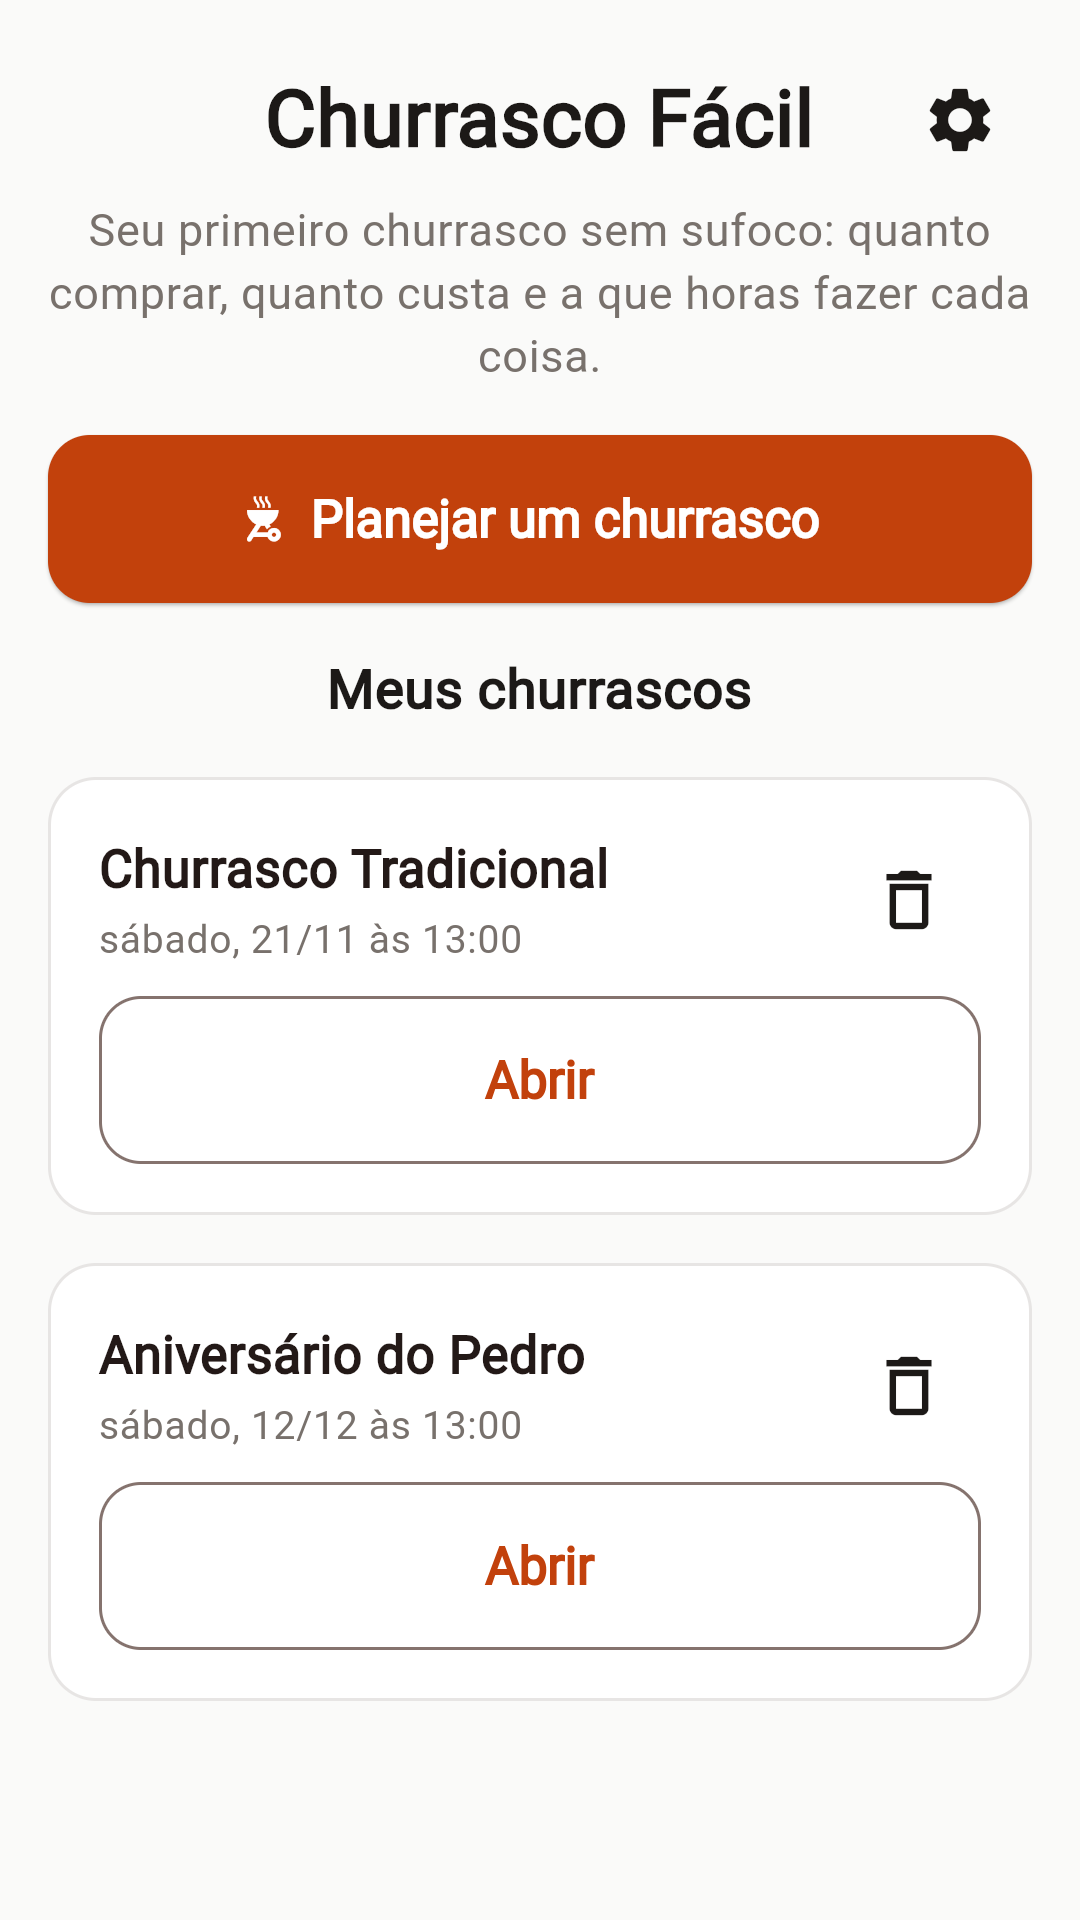 Churrasco Fácil
Seu primeiro churrasco sem sufoco: quanto
comprar, quanto custa e a que horas fazer cada
coisa.
Planejar um churrasco
Meus churrascos
Churrasco Tradicional
sábado, 21/11 às 13:00
Abrir
Aniversário do Pedro
sábado, 12/12 às 13:00
Abrir